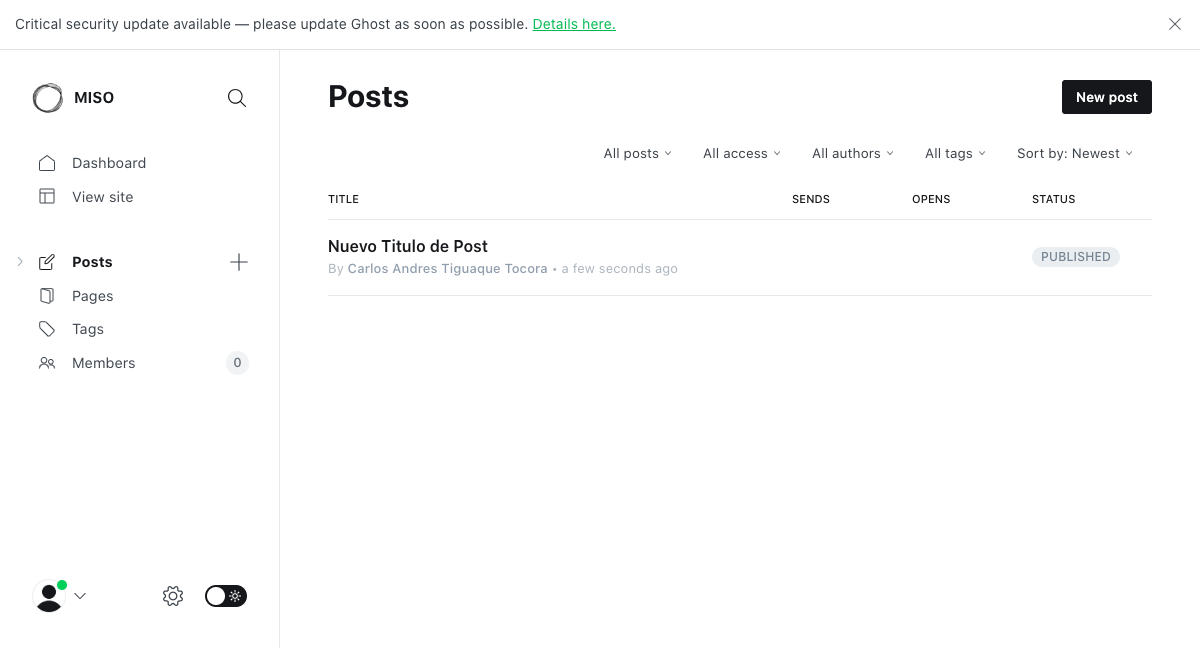 Critical security update available — please update Ghost as soon as possible. Details here.
MISO
Dashboard
View site
Posts
Pages
Tags
Members 0
Posts
New post
All posts All access All authors All tags Sort by: Newest
TITLE SENDS OPENS STATUS
Nuevo Titulo de Post
By Carlos Andres Tiguaque Tocora • a few seconds ago
PUBLISHED